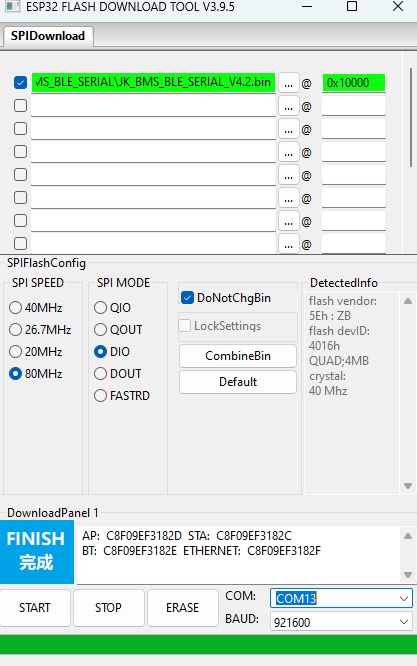 ESP32 FLASH DOWNLOAD TOOL V3.9.5
SPIDownload
MS_BLE_SERIAL\JK_BMS_BLE_SERIAL_V4.2.bin ... @ 0x10000
... @
... @
... @
... @
... @
... @
... @
SPIFlashConfig
SPI SPEED
40MHz
26.7MHz
20MHz
80MHz
SPI MODE
QIO
QOUT
DIO
DOUT
FASTRD
DoNotChgBin
LockSettings
CombineBin
Default
DetectedInfo
flash vendor:
5Eh : ZB
flash devID:
4016h
QUAD;4MB
crystal:
40 Mhz
DownloadPanel 1
FINISH
完成
AP: C8F09EF3182D STA: C8F09EF3182C
BT: C8F09EF3182E ETHERNET: C8F09EF3182F
START
STOP
ERASE
COM: COM13
BAUD: 921600